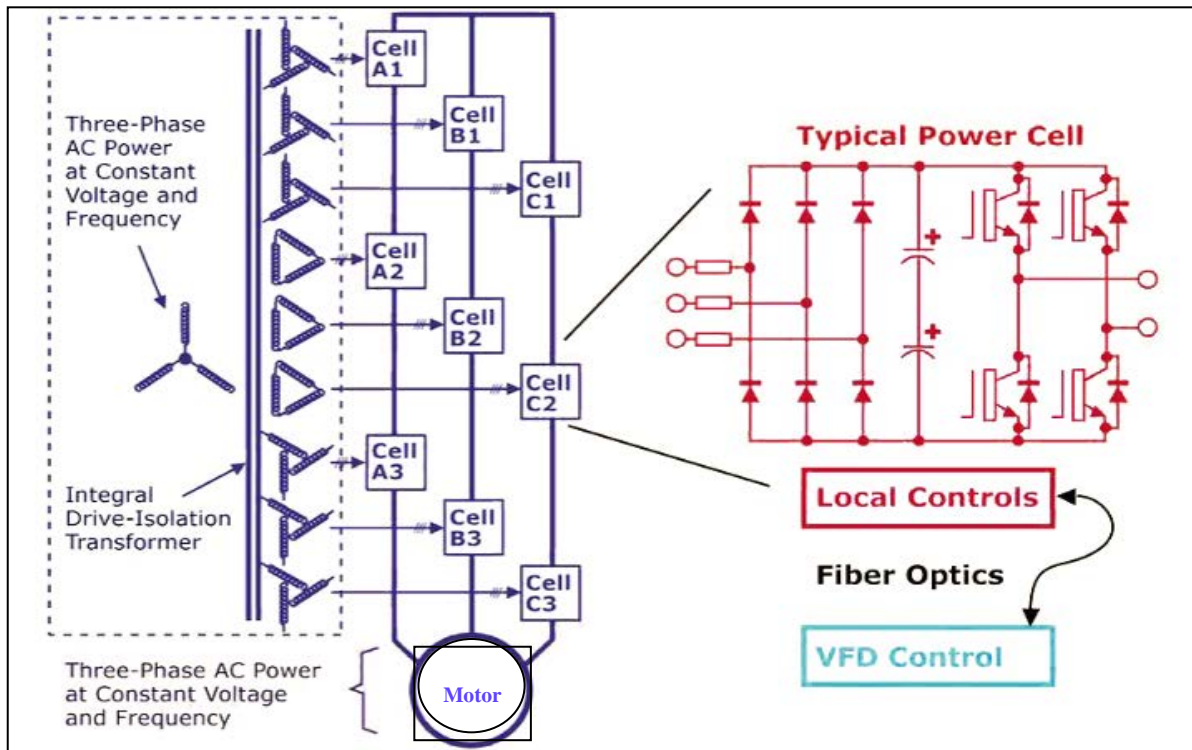 Three-Phase
AC Power
at Constant
Voltage and
Frequency
Integral
Drive-Isolation
Transformer
Cell
A1
Cell
B1
Cell
C1
Cell
A2
Cell
B2
Cell
C2
Cell
A3
Cell
B3
Cell
C3
Three-Phase AC Power
at Constant Voltage
and Frequency
Motor
Typical Power Cell
+
+
Local Controls
Fiber Optics
VFD Control